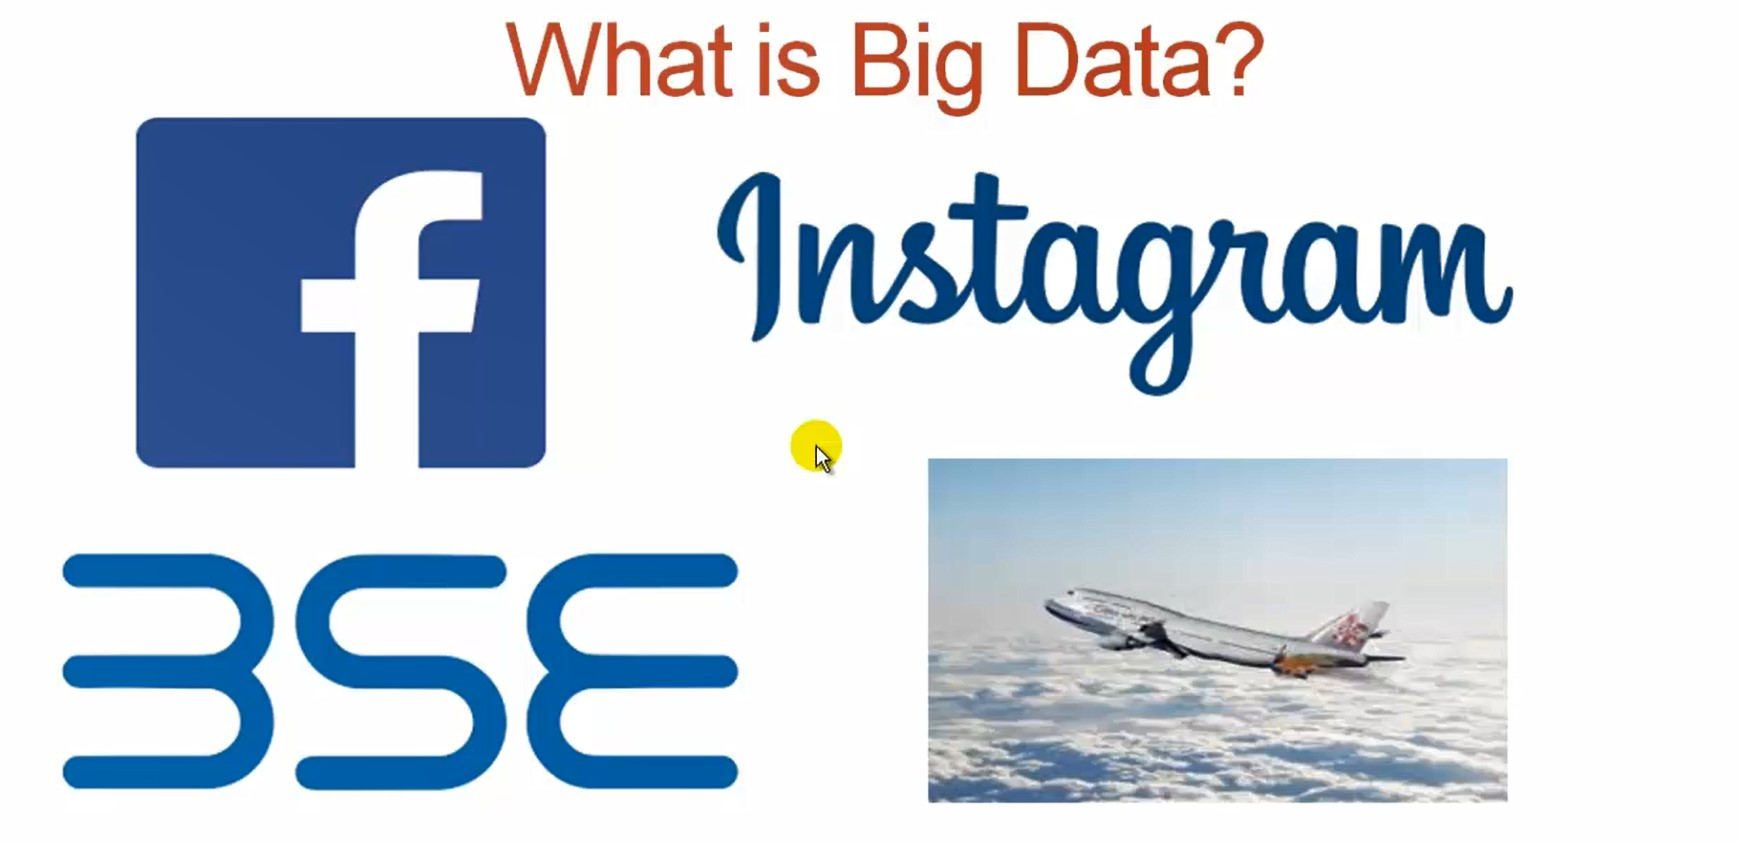 What is Big Data?
f
Instagram
BSE